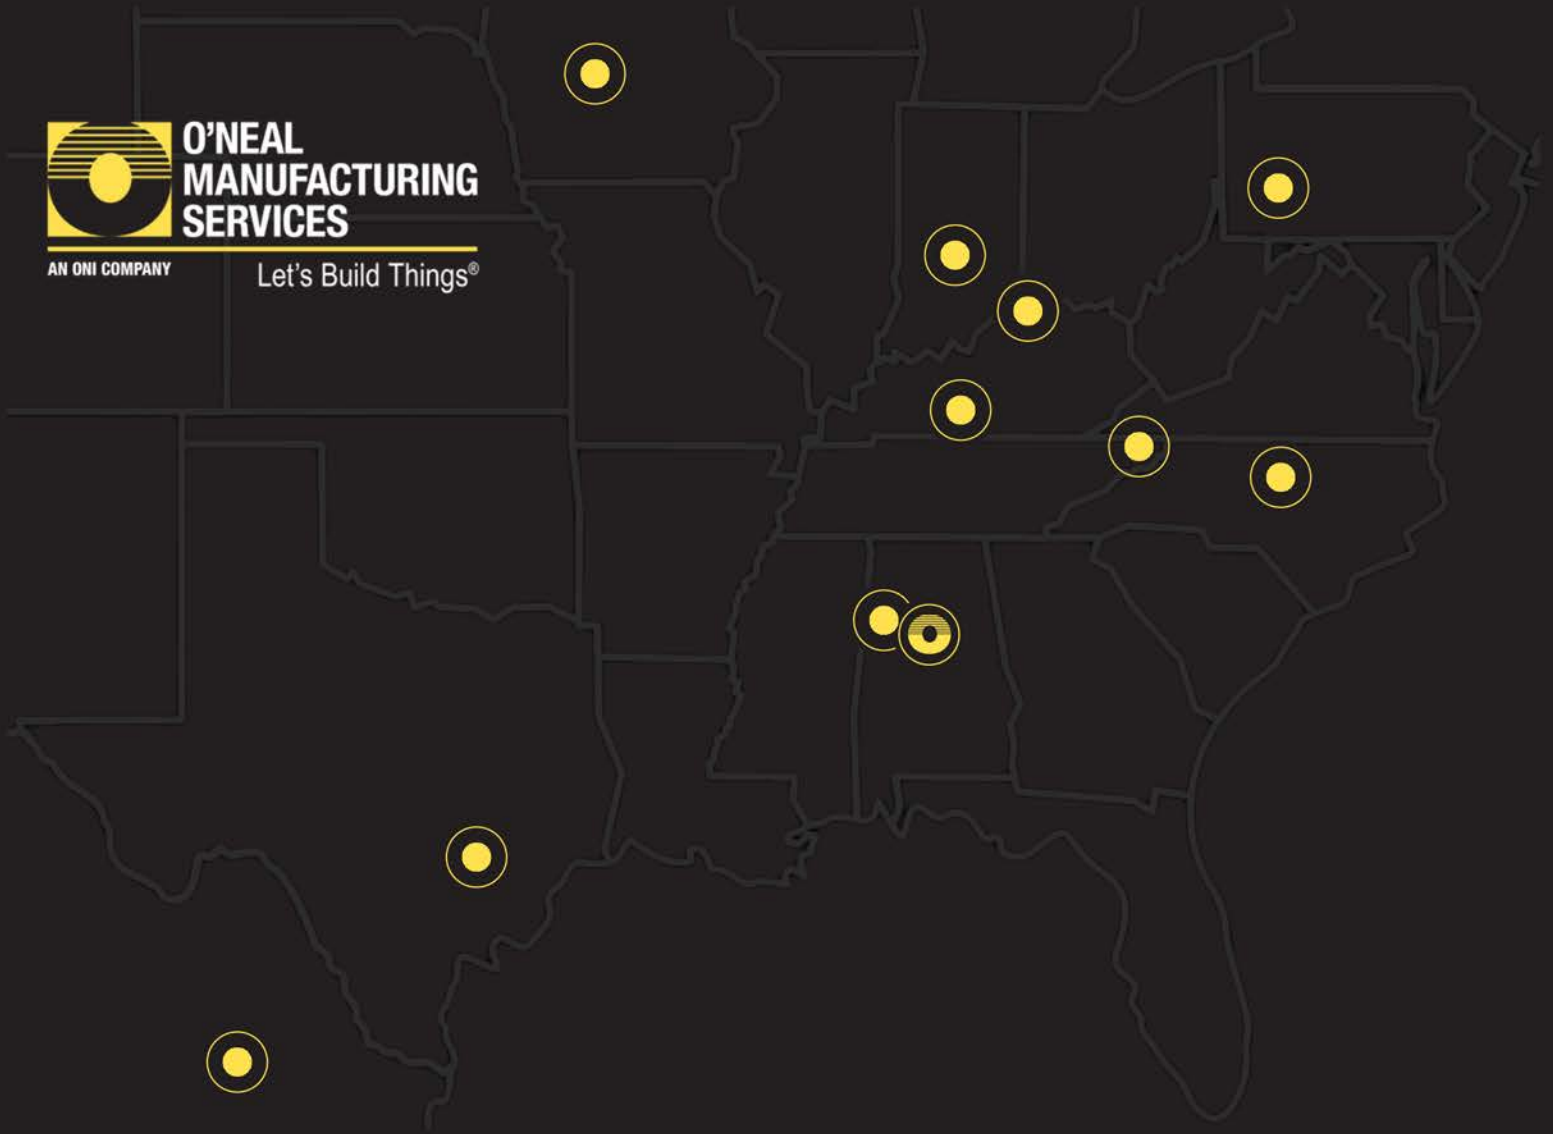 O'NEAL
MANUFACTURING
SERVICES
AN ONI COMPANY
Let's Build Things®